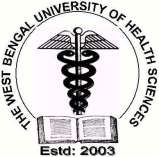 THE WEST BENGAL UNIVERSITY OF HEALTH SCIENCES
Estd: 2003